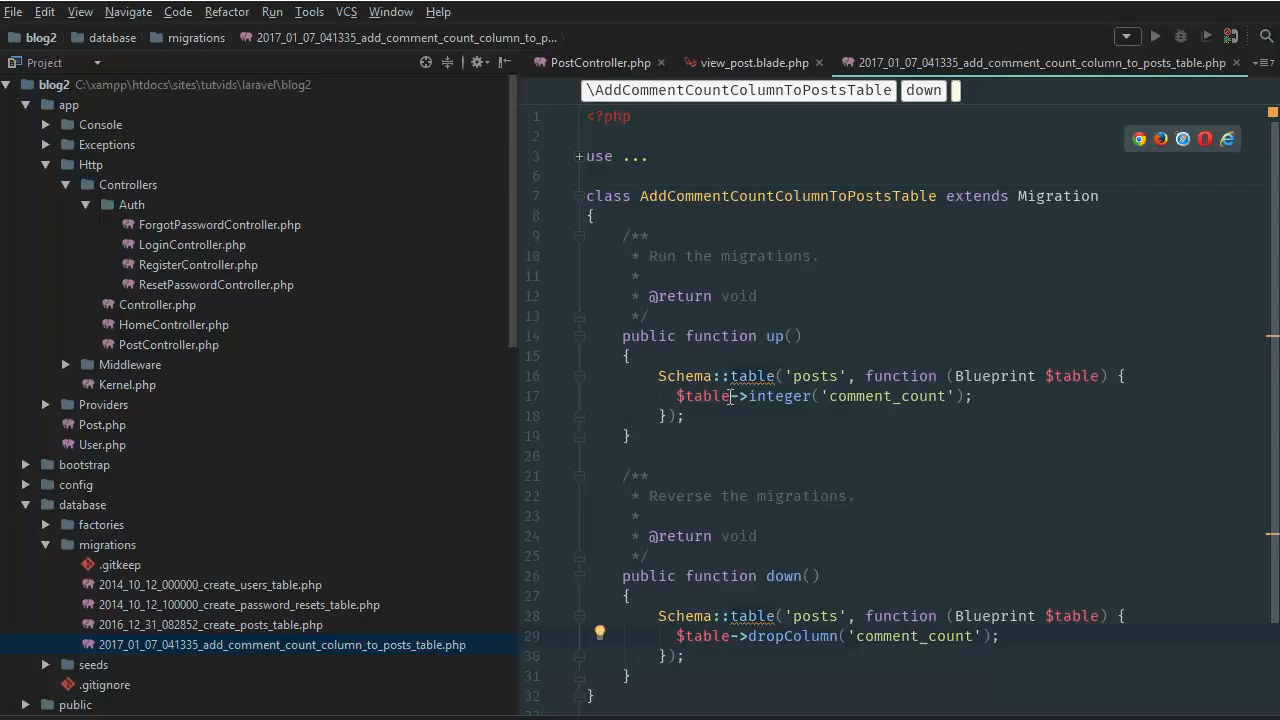 File Edit View Navigate Code Refactor Run Tools VCS Window Help
blog2 database migrations 2017_01_07_041335_add_comment_count_column_to_p...
Project
PostController.php view_post.blade.php 2017_01_07_041335_add_comment_count_column_to_posts_table.php
blog2 C:\xampp\htdocs\sites\tutvids\laravel\blog2
app
Console
Exceptions
Http
Controllers
Auth
ForgotPasswordController.php
LoginController.php
RegisterController.php
ResetPasswordController.php
Controller.php
HomeController.php
PostController.php
Middleware
Kernel.php
Providers
Post.php
User.php
bootstrap
config
database
factories
migrations
.gitkeep
2014_10_12_000000_create_users_table.php
2014_10_12_100000_create_password_resets_table.php
2016_12_31_082852_create_posts_table.php
2017_01_07_041335_add_comment_count_column_to_posts_table.php
seeds
.gitignore
public
\AddCommentCountColumnToPostsTable down
1 <?php
2
3 use ...
6
7 class AddCommentCountColumnToPostsTable extends Migration
8 {
9 /**
10 * Run the migrations.
11 *
12 * @return void
13 */
14 public function up()
15 {
16 Schema::table('posts', function (Blueprint $table) {
17 $table->integer('comment_count');
18 });
19 }
20
21 /**
22 * Reverse the migrations.
23 *
24 * @return void
25 */
26 public function down()
27 {
28 Schema::table('posts', function (Blueprint $table) {
29 $table->dropColumn('comment_count');
30 });
31 }
32 }